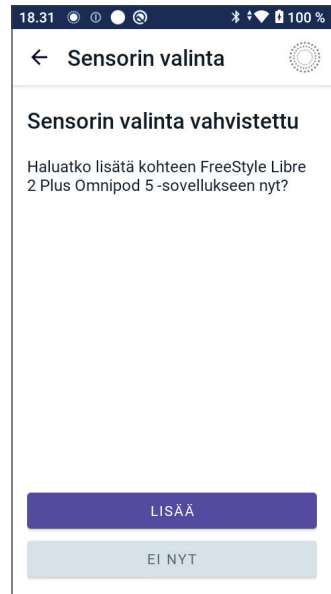 18.31 100 %
Sensorin valinta
Sensorin valinta vahvistettu
Haluatko lisätä kohteen FreeStyle Libre
2 Plus Omnipod 5 -sovellukseen nyt?
LISÄÄ
EI NYT